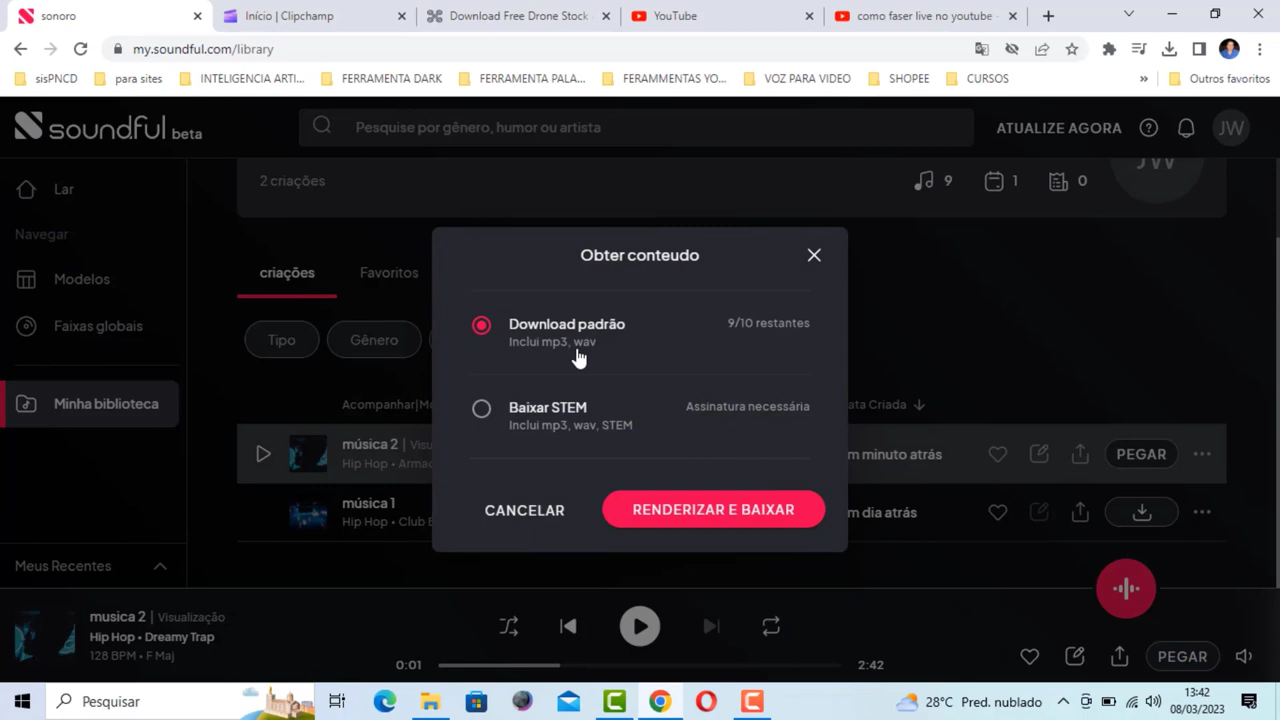 sonoro
Início | Clipchamp
Download Free Drone Stock
YouTube
como faser live no youtube -
my.soundful.com/library
sisPNCD
para sites
INTELIGENCIA ARTI...
FERRAMENTA DARK
FERRAMENTA PALA...
FERAMMENTAS YO...
VOZ PARA VIDEO
SHOPEE
CURSOS
»
Outros favoritos
soundful beta
Pesquise por gênero, humor ou artista
ATUALIZE AGORA
JW
Lar
2 criações
9
1
0
JW
Navegar
Obter conteudo
criações
Favoritos
Modelos
Download padrão
9/10 restantes
Inclui mp3, wav
Faixas globais
Tipo
Gênero
Minha biblioteca
Acompanhar|M
Baixar STEM
Assinatura necessária
Inclui mp3, wav, STEM
ata Criada
música 2 | Visu
Hip Hop • Armad
m minuto atrás
PEGAR
CANCELAR
RENDERIZAR E BAIXAR
música 1
Hip Hop • Club B
m dia atrás
Meus Recentes
musica 2 | Visualização
Hip Hop • Dreamy Trap
128 BPM • F Maj
0:01
2:42
PEGAR
Pesquisar
28°C Pred. nublado
13:42
08/03/2023